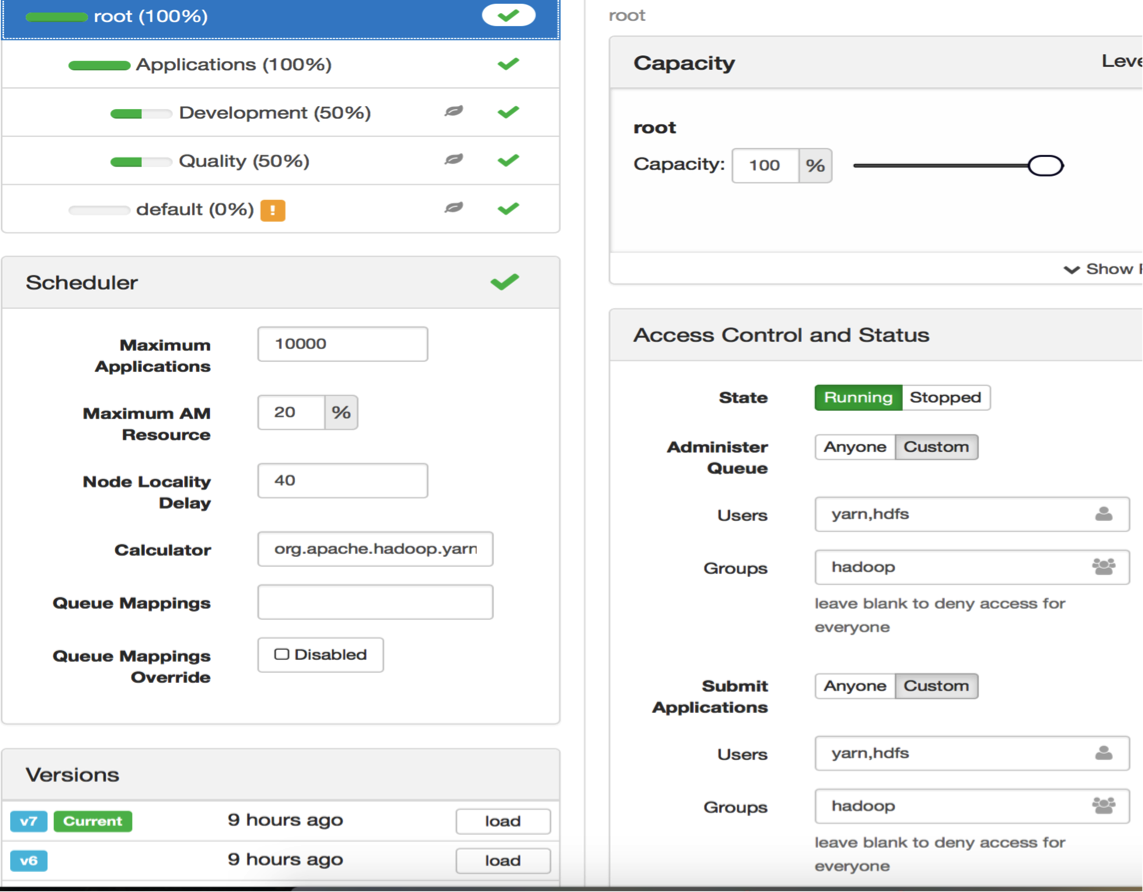 root (100%)
Applications (100%)
Development (50%)
Quality (50%)
default (0%) !
Scheduler
Maximum Applications 10000
Maximum AM Resource 20 %
Node Locality Delay 40
Calculator org.apache.hadoop.yarn
Queue Mappings
Queue Mappings Override Disabled
Versions
v7 Current 9 hours ago load
v6 9 hours ago load
root
Capacity
root
Capacity: 100 %
Show
Access Control and Status
State Running Stopped
Administer Queue Anyone Custom
Users yarn,hdfs
Groups hadoop
leave blank to deny access for
everyone
Submit Applications Anyone Custom
Users yarn,hdfs
Groups hadoop
leave blank to deny access for
everyone